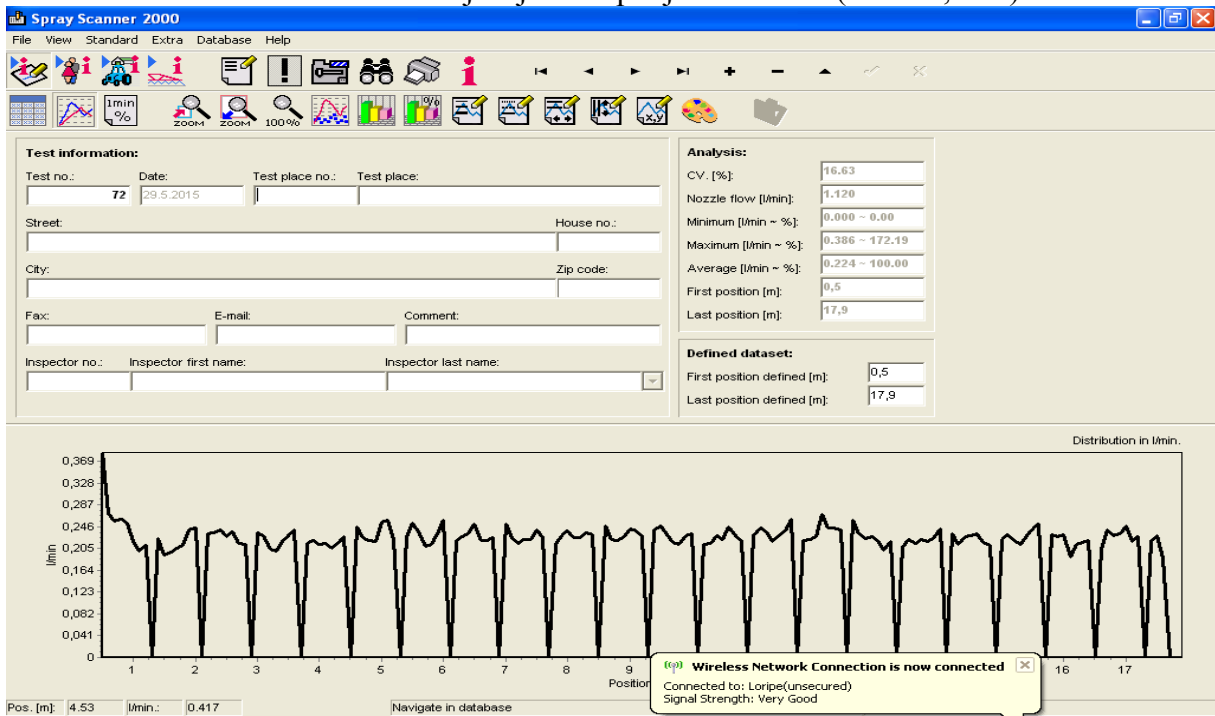 Spray Scanner 2000
File View Standard Extra Database Help
1min
%
ZOOM ZOOM 100% % x,y
Test information:
Test no.: Date: Test place no.: Test place:
72 29.5.2015
Street: House no.:
City: Zip code:
Fax: E-mail: Comment:
Inspector no.: Inspector first name: Inspector last name:
Analysis:
CV. [%]: 16.63
Nozzle flow [l/min]: 1.120
Minimum [l/min ~ %]: 0.000 ~ 0.00
Maximum [l/min ~ %]: 0.386 ~ 172.19
Average [l/min ~ %]: 0.224 ~ 100.00
First position [m]: 0,5
Last position [m]: 17,9
Defined dataset:
First position defined [m]: 0,5
Last position defined [m]: 17,9
Distribution in l/min.
0,369
0,328
0,287
0,246
0,205
0,164
0,123
0,082
0,041
0
l/min
1 2 3 4 5 6 7 8 9 16 17
Position
Wireless Network Connection is now connected
Connected to: Loripe(unsecured)
Signal Strength: Very Good
Pos. [m]: 4.53 l/min.: 0.417 Navigate in database